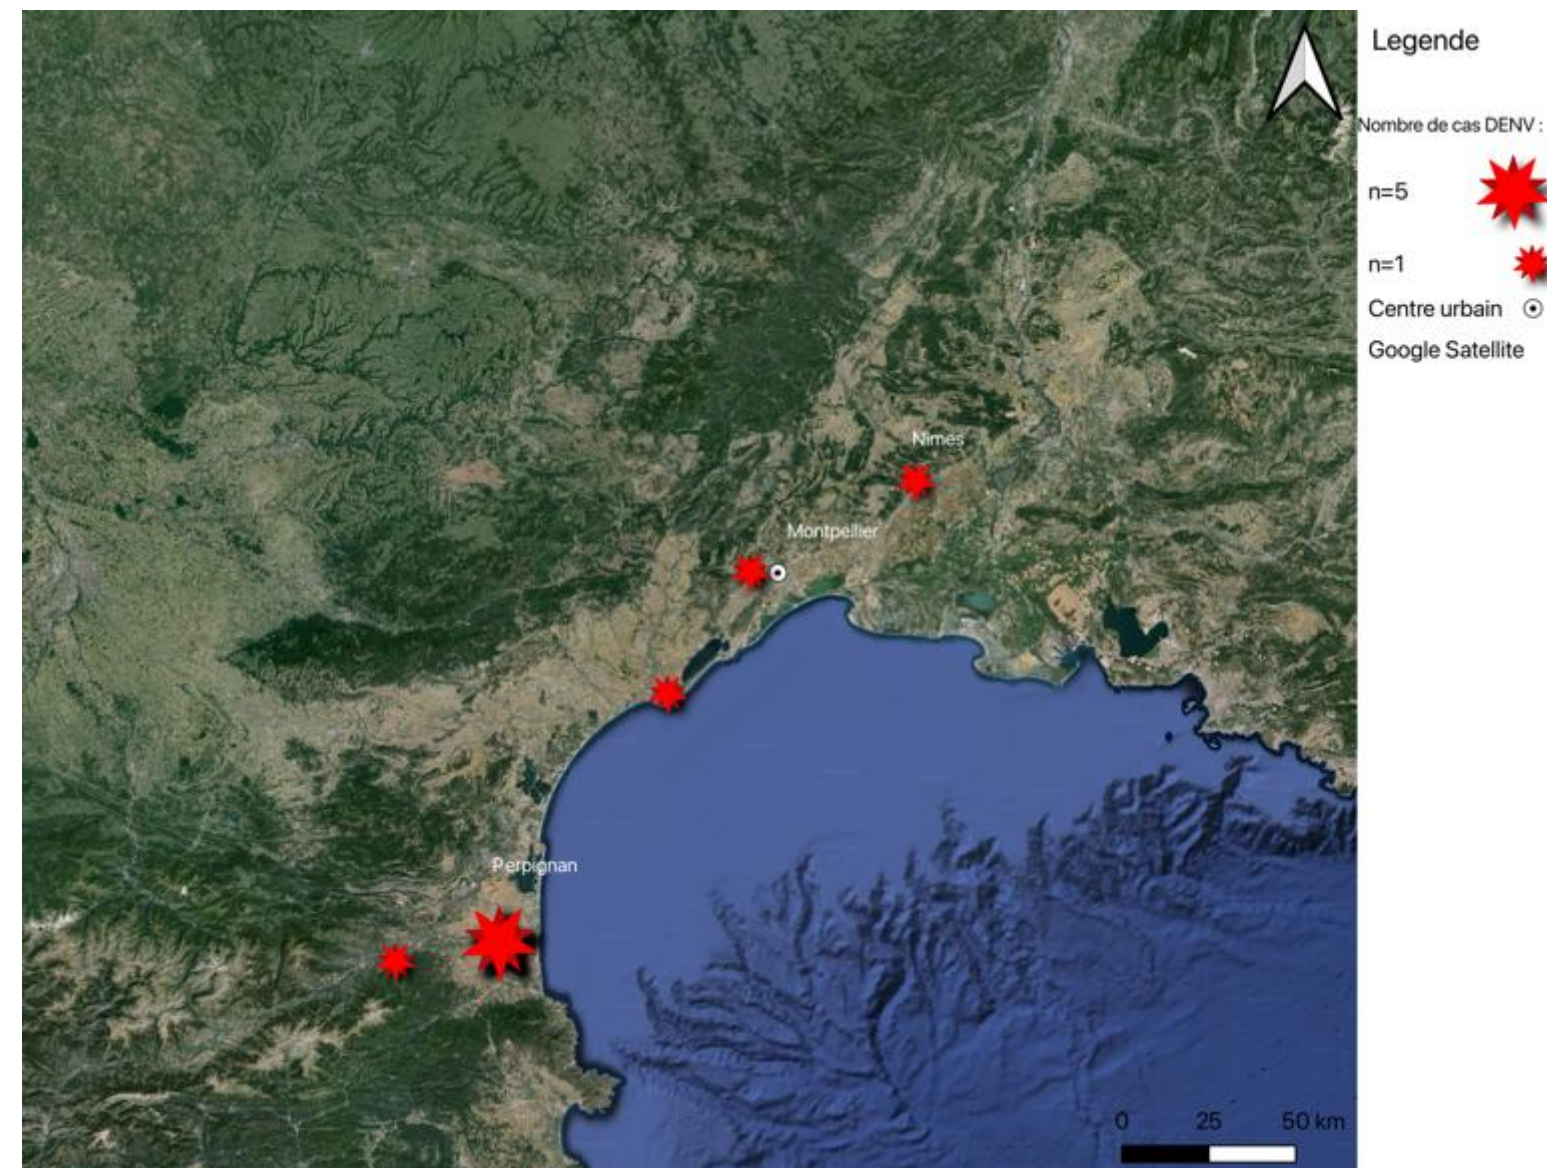 Legende
Nombre de cas DENV :
n=5
n=1
Centre urbain
Google Satellite
Nimes
Montpellier
Perpignan
0 25 50 km